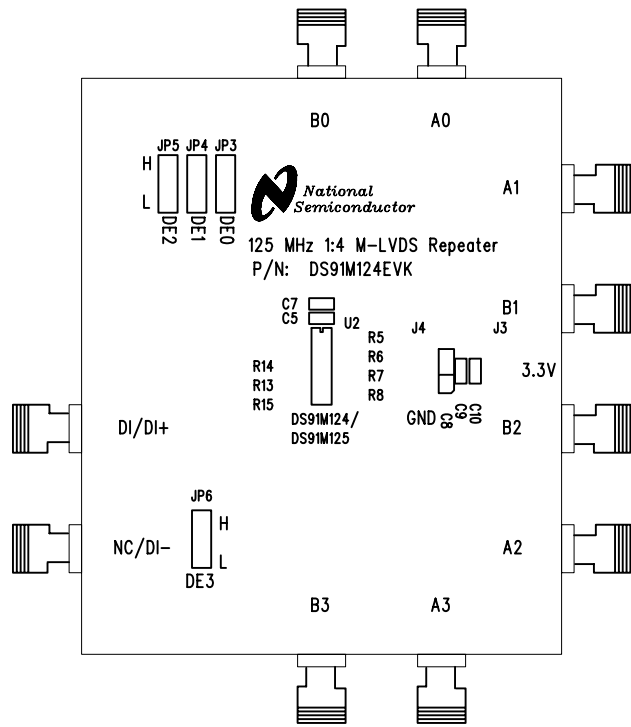 B0 A0
JP5 JP4 JP3
H
L
DE2 DE1 DE0
National
Semiconductor
A1
125 MHz 1:4 M-LVDS Repeater
P/N: DS91M124EVK
C7
C5
U2
B1
J4 J3
R5
R6
R7
R8
R14
R13
R15
3.3V
GND
C8 C9 C10
DS91M124/
DS91M125
DI/DI+
B2
JP6
H
L
DE3
NC/DI-
A2
B3 A3